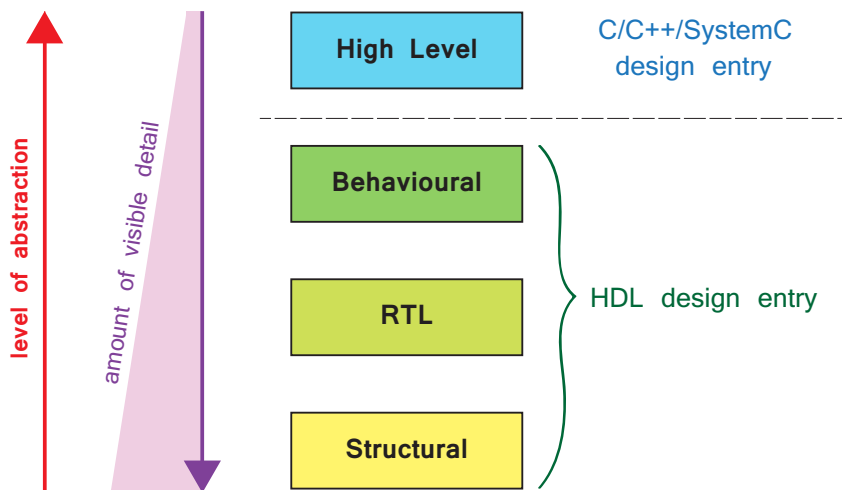 High Level
C/C++/SystemC
design entry
level of abstraction
amount of visible detail
Behavioural
RTL
HDL design entry
Structural